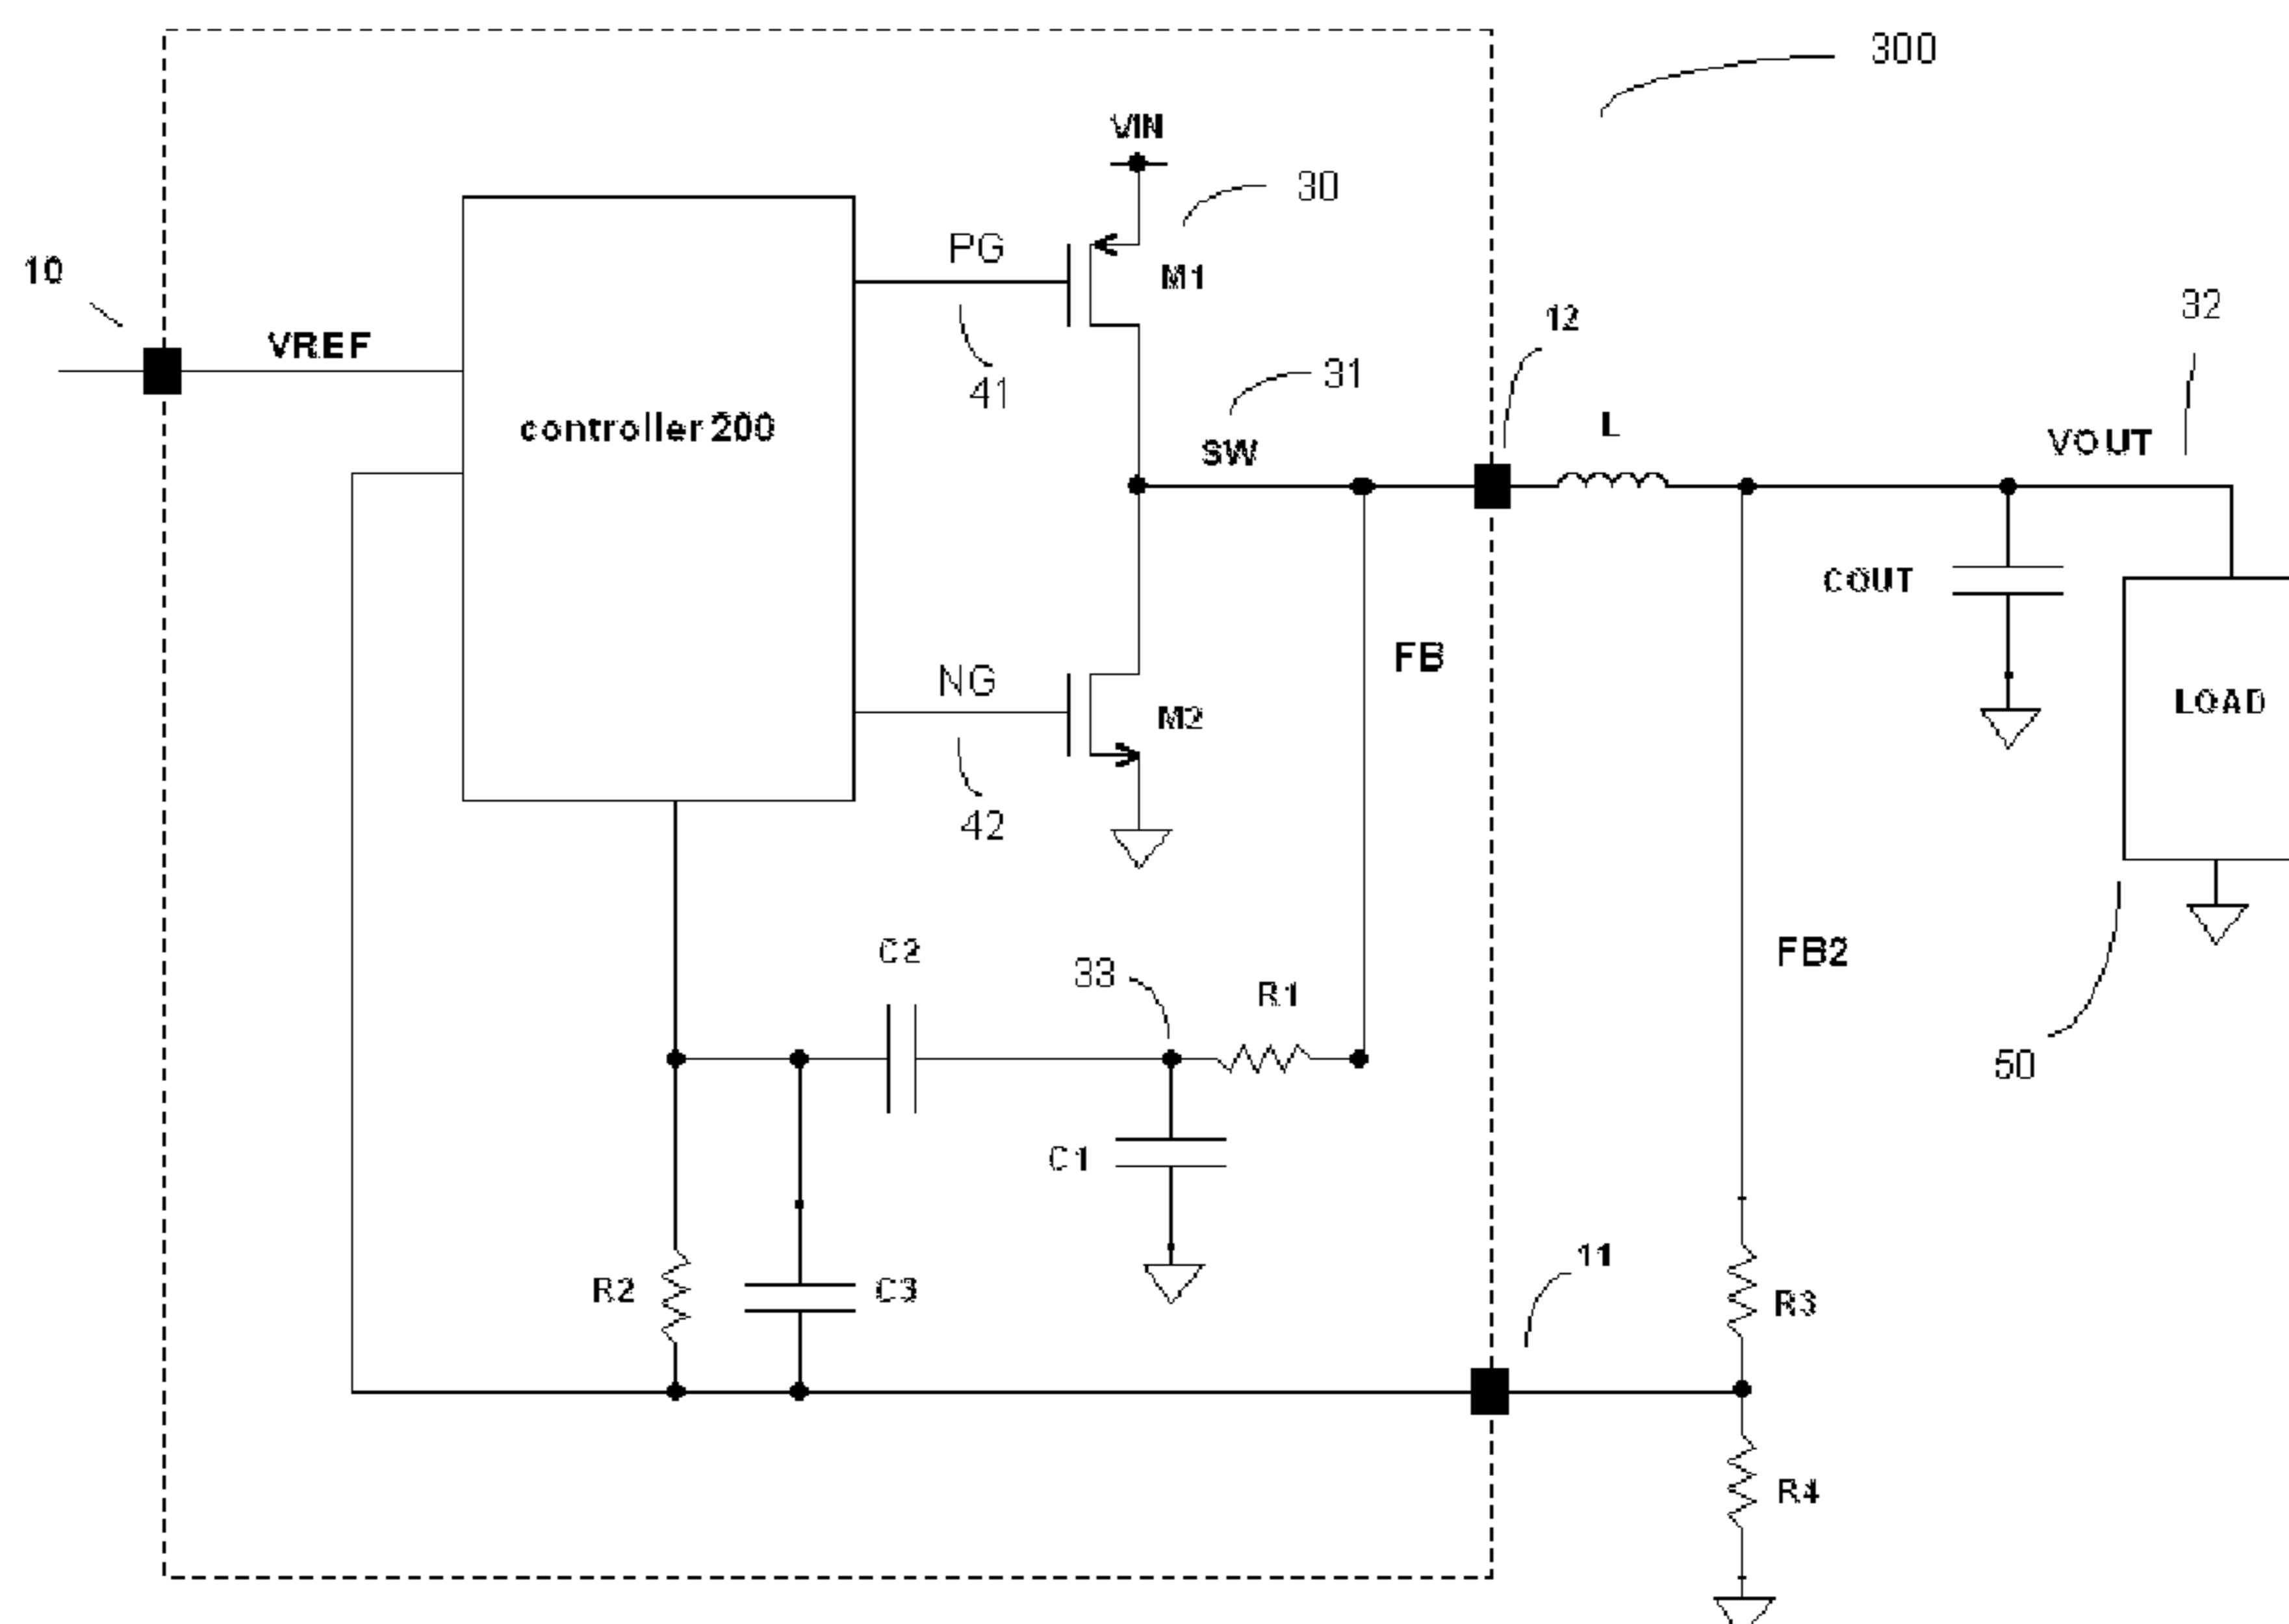 300
VIN
30
PG
M1
10
VREF
41
12
32
31
L
controller 200
SW
VOUT
COUT
FB
NG
M2
LOAD
42
C2
33
R1
FB2
50
C1
11
R2
C3
R3
R4